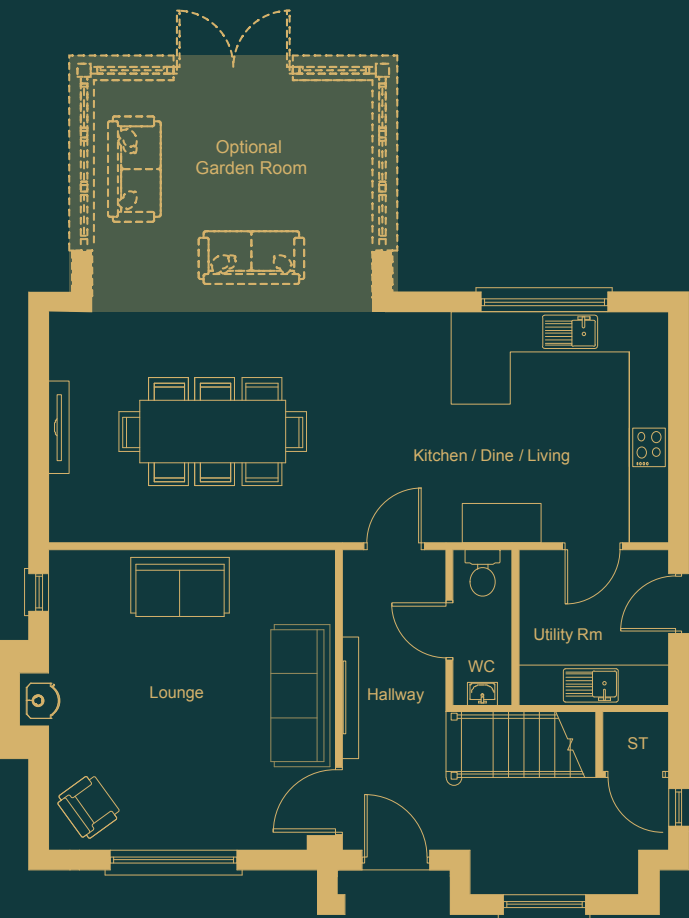 Optional
Garden Room
Kitchen / Dine / Living
Utility Rm
WC
Lounge
Hallway
ST